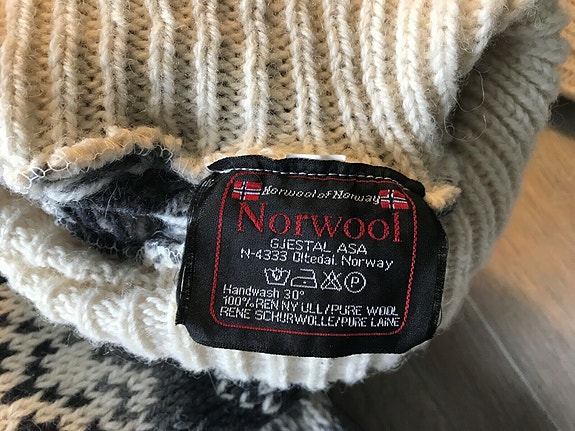 Norwool of Norway
Norwool
GJESTAL ASA
N-4333 Oltedal, Norway
P
Handwash 30°
100% REN NY ULL/PURE WOOL
REINE SCHURWOLLE/PURE LAINE